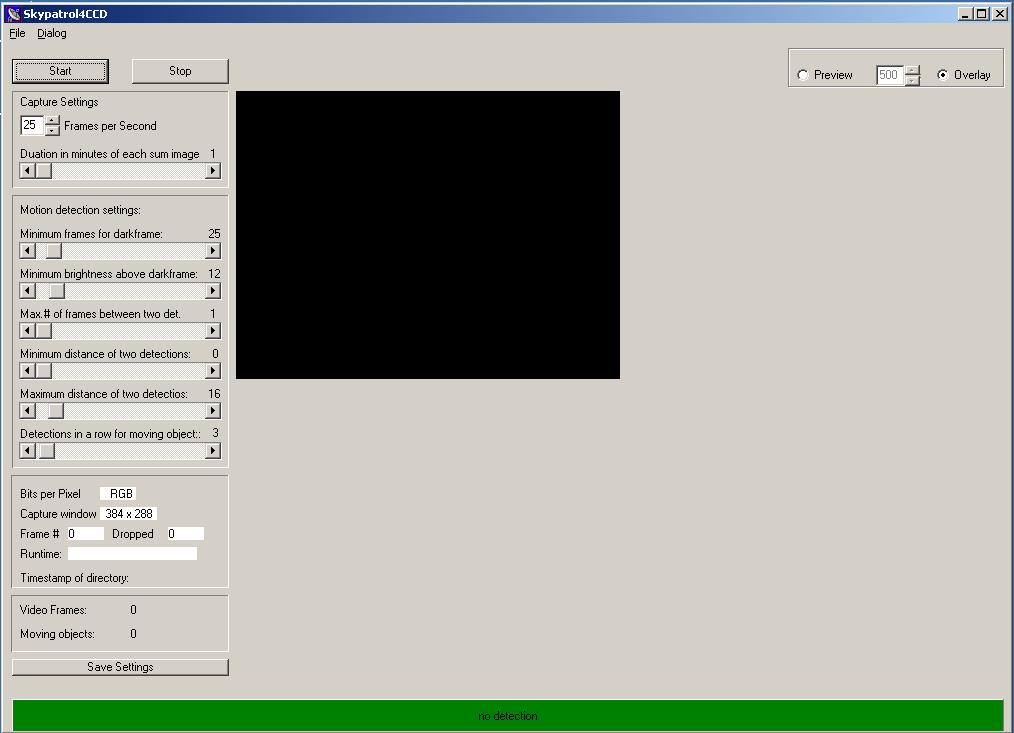 Skypatrol4CCD
File Dialog
Start Stop
Preview 500 Overlay
Capture Settings
25 Frames per Second
Duation in minutes of each sum image 1
Motion detection settings:
Minimum frames for darkframe: 25
Minimum brightness above darkframe: 12
Max.# of frames between two det. 1
Minimum distance of two detections: 0
Maximum distance of two detectios: 16
Detections in a row for moving object:: 3
Bits per Pixel RGB
Capture window 384 x 288
Frame # 0 Dropped 0
Runtime:
Timestamp of directory:
Video Frames: 0
Moving objects: 0
Save Settings
no detection